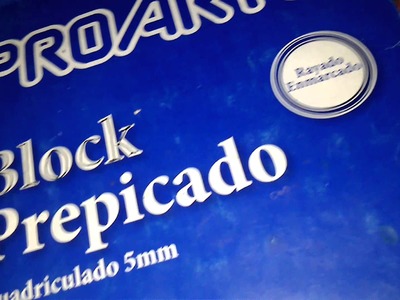 PROART
Rayado
Enmarcado
Block
Prepicado
uadriculado 5mm